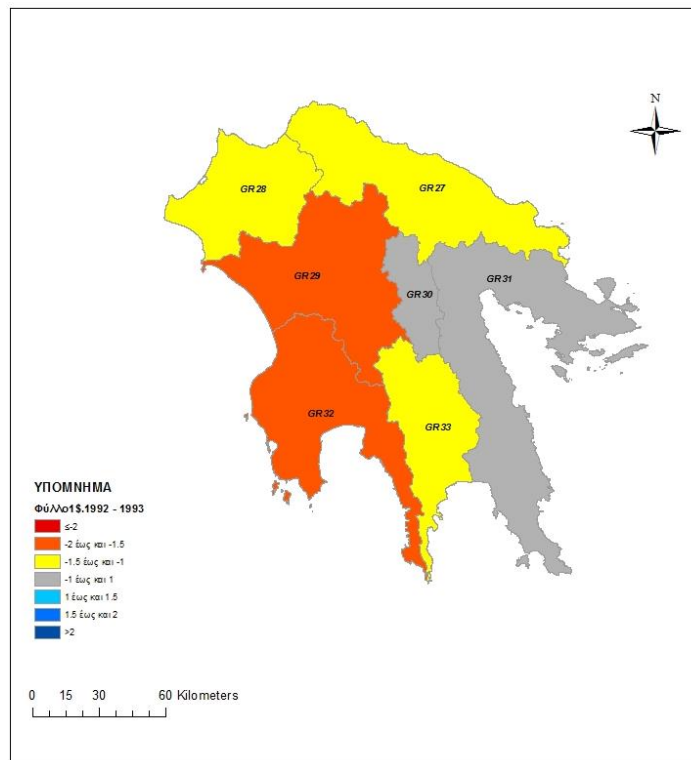 N
GR28
GR27
GR29
GR30
GR31
GR32
GR33
ΥΠΟΜΝΗΜΑ
Φύλλο1$.1992 - 1993
≤-2
-2 έως και -1.5
-1.5 έως και -1
-1 έως και 1
1 έως και 1.5
1.5 έως και 2
>2
0 15 30 60 Kilometers